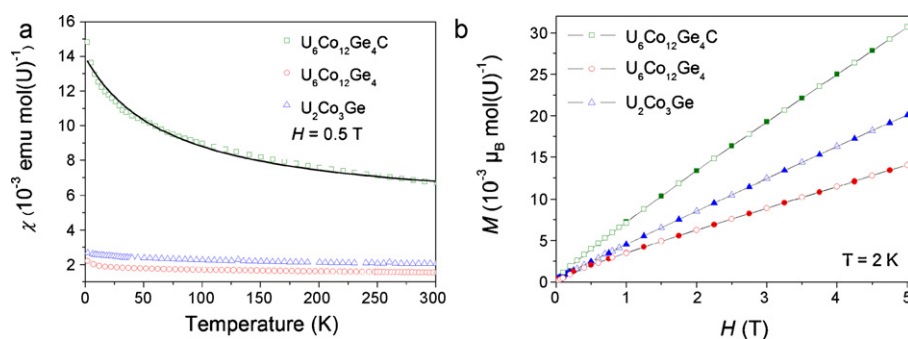 a
χ (10⁻³ emu mol(U)⁻¹
16
14
12
10
8
6
4
2
U₆Co₁₂Ge₄C
U₆Co₁₂Ge₄
U₂Co₃Ge
H = 0.5 T
0 50 100 150 200 250 300
Temperature (K)
b
M (10⁻³ μB mol(U)⁻¹)
30
25
20
15
10
5
0
U₆Co₁₂Ge₄C
U₆Co₁₂Ge₄
U₂Co₃Ge
T = 2 K
0 1 2 3 4 5
H (T)